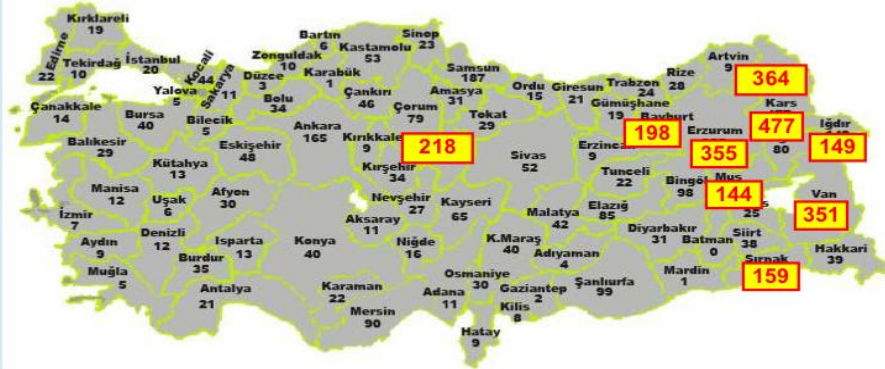 Kırklareli
19
Edirne
22
Tekirdağ
10
İstanbul
20
Kocaeli
44
Yalova
5
Sakarya
11
Düzce
3
Zonguldak
10
Bartın
6
Karabük
1
Kastamolu
53
Sinop
23
Samsun
187
Ordu
15
Giresun
21
Trabzon
24
Rize
28
Artvin
9
364
Kars
477
Iğdır
149
80
Çanakkale
14
Bursa
40
Bilecik
5
Bolu
34
Çankırı
46
Çorum
79
Amasya
31
Tokat
29
Gümüşhane
19
Bayburt
198
Erzurum
355
Balıkesir
29
Kütahya
13
Eskişehir
48
Ankara
165
Kırıkkale
9
218
Kırşehir
34
Sivas
52
Erzincan
9
Tunceli
22
Bingöl
98
Muş
144
25
Van
351
Manisa
12
Uşak
6
Afyon
30
Nevşehir
27
Kayseri
65
Malatya
42
Elazığ
85
Diyarbakır
31
Batman
0
Siirt
38
Hakkari
39
İzmir
7
Aydın
9
Denizli
12
Burdur
35
Isparta
13
Konya
40
Aksaray
11
Niğde
16
K.Maraş
40
Adıyaman
4
Mardin
1
Şırnak
159
Muğla
5
Antalya
21
Karaman
22
Mersin
90
Adana
11
Osmaniye
30
Gaziantep
2
Kilis
8
Şanlıurfa
99
Hatay
9